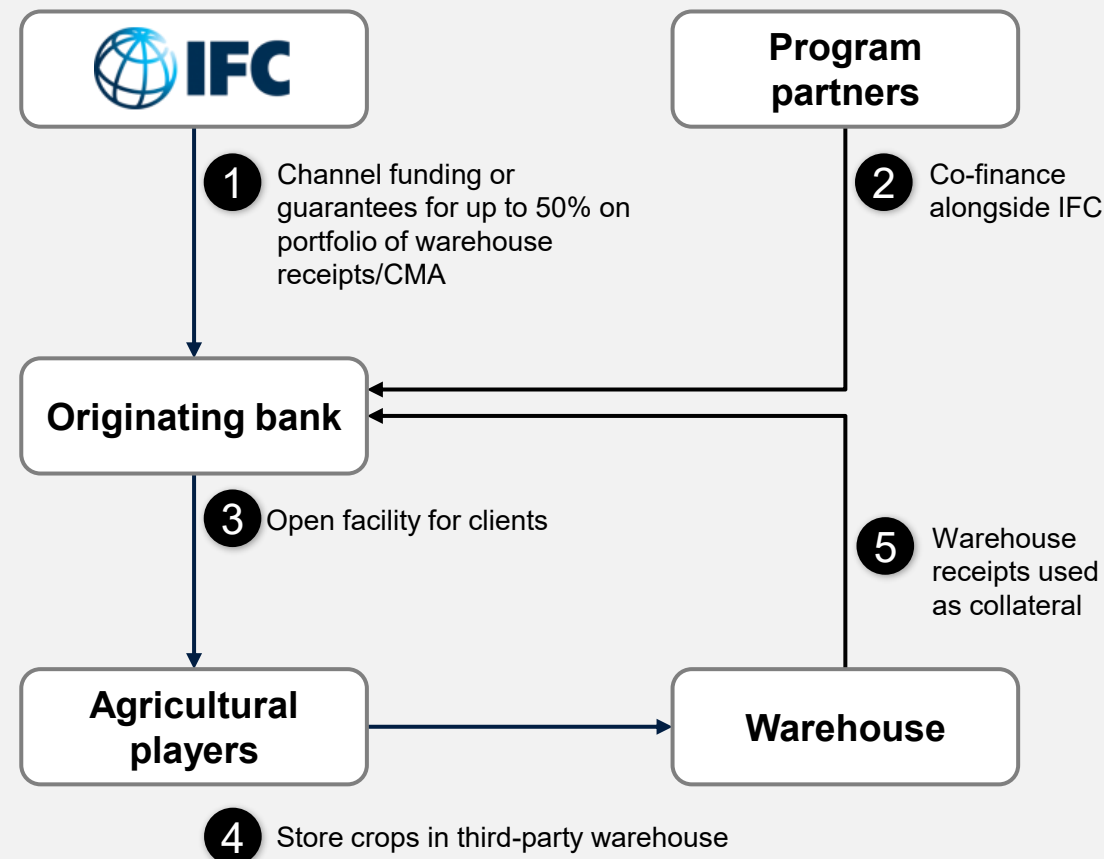 IFC
Program
partners
1
Channel funding or
guarantees for up to 50% on
portfolio of warehouse
receipts/CMA
2
Co-finance
alongside IFC
Originating bank
3
Open facility for clients
5
Warehouse
receipts used
as collateral
Agricultural
players
Warehouse
4
Store crops in third-party warehouse